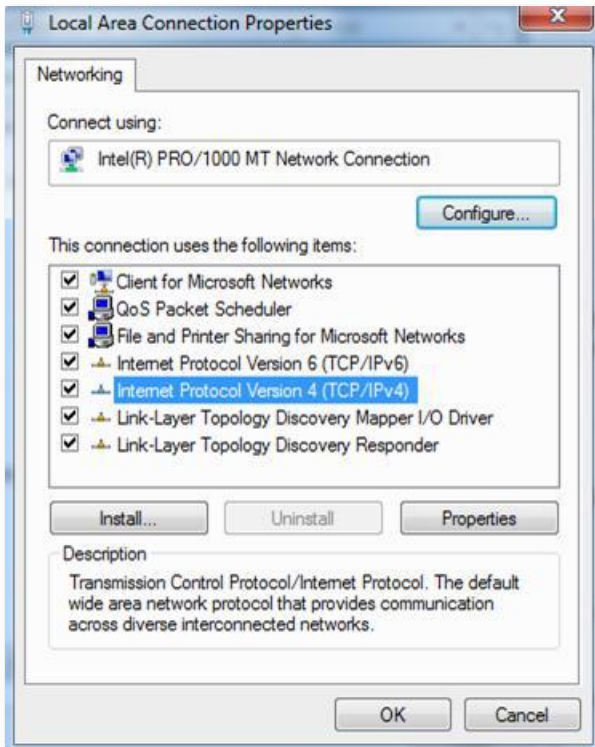 Local Area Connection Properties
Networking
Connect using:
Intel(R) PRO/1000 MT Network Connection
Configure...
This connection uses the following items:
Client for Microsoft Networks
QoS Packet Scheduler
File and Printer Sharing for Microsoft Networks
Internet Protocol Version 6 (TCP/IPv6)
Internet Protocol Version 4 (TCP/IPv4)
Link-Layer Topology Discovery Mapper I/O Driver
Link-Layer Topology Discovery Responder
Install... Uninstall Properties
Description
Transmission Control Protocol/Internet Protocol. The default
wide area network protocol that provides communication
across diverse interconnected networks.
OK Cancel